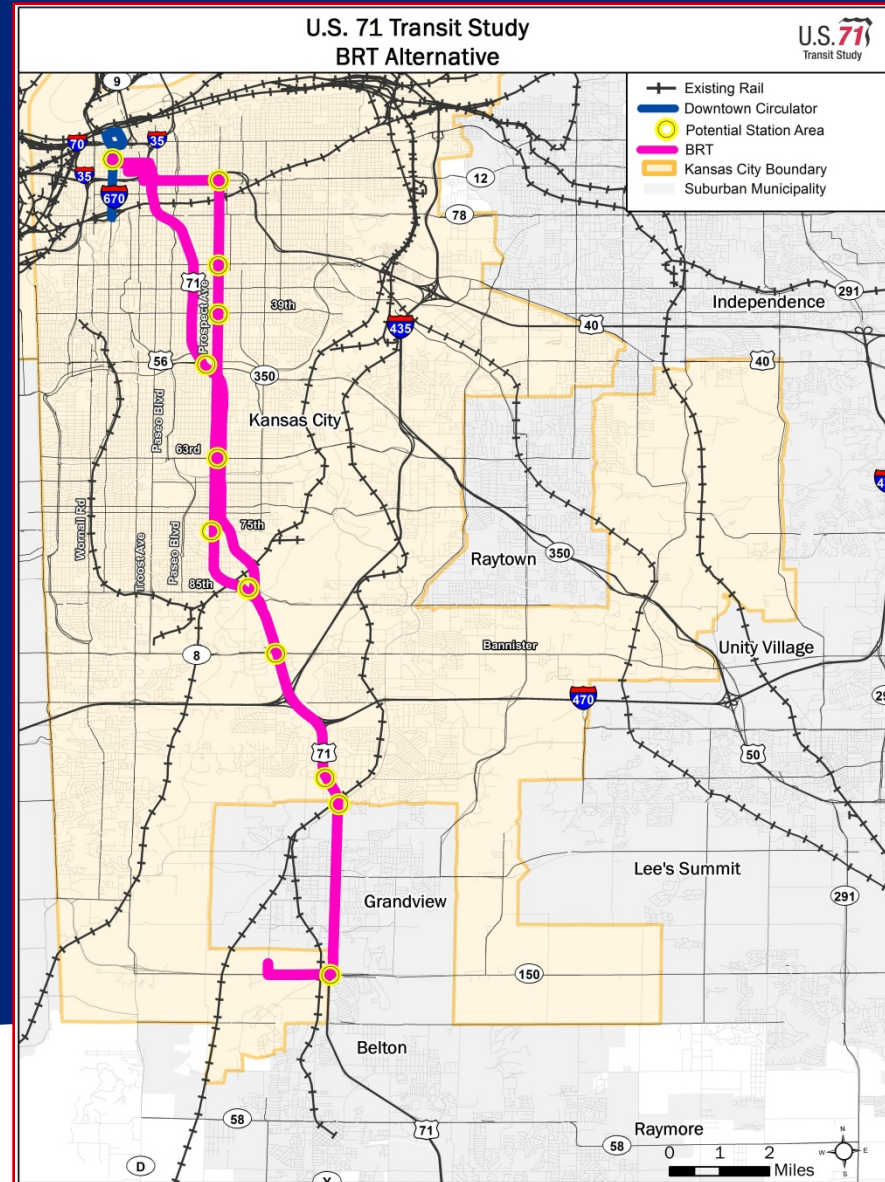 U.S. 71 Transit Study
BRT Alternative
U.S. 71
Transit Study
Existing Rail
Downtown Circulator
Potential Station Area
BRT
Kansas City Boundary
Suburban Municipality
9
70
35
35
670
12
78
71
Prospect Ave
39th
Independence
291
435
40
40
56
350
Kansas City
Paseo Blvd
63rd
Wornall Rd
Troost Ave
Paseo Blvd
75th
Raytown
350
85th
8
Bannister
Unity Village
470
71
50
Lee's Summit
Grandview
291
150
Belton
58
71
Raymore
58
D
0 1 2
Miles
N
W E
S